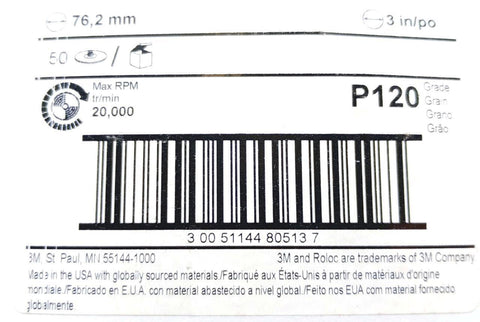 76,2 mm
3 in/po
50 /
Max RPM
tr/min
20,000
P120
Grade
Grain
Grano
Grão
3 00 51144 80513 7
3M St. Paul, MN 55144-1000
3M and Roloc are trademarks of 3M Company
Made in the USA with globally sourced materials./Fabriqué aux États-Unis à partir de matériaux d'origine
mondiale./Fabricado en E.U.A. con material abastecido a nivel global./Feito nos EUA com material fornecido
globalmente.